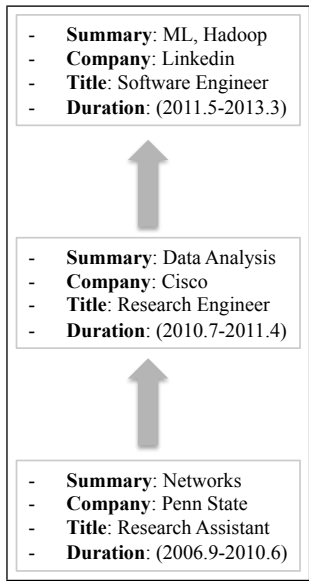 - Summary: ML, Hadoop
- Company: Linkedin
- Title: Software Engineer
- Duration: (2011.5-2013.3)
- Summary: Data Analysis
- Company: Cisco
- Title: Research Engineer
- Duration: (2010.7-2011.4)
- Summary: Networks
- Company: Penn State
- Title: Research Assistant
- Duration: (2006.9-2010.6)